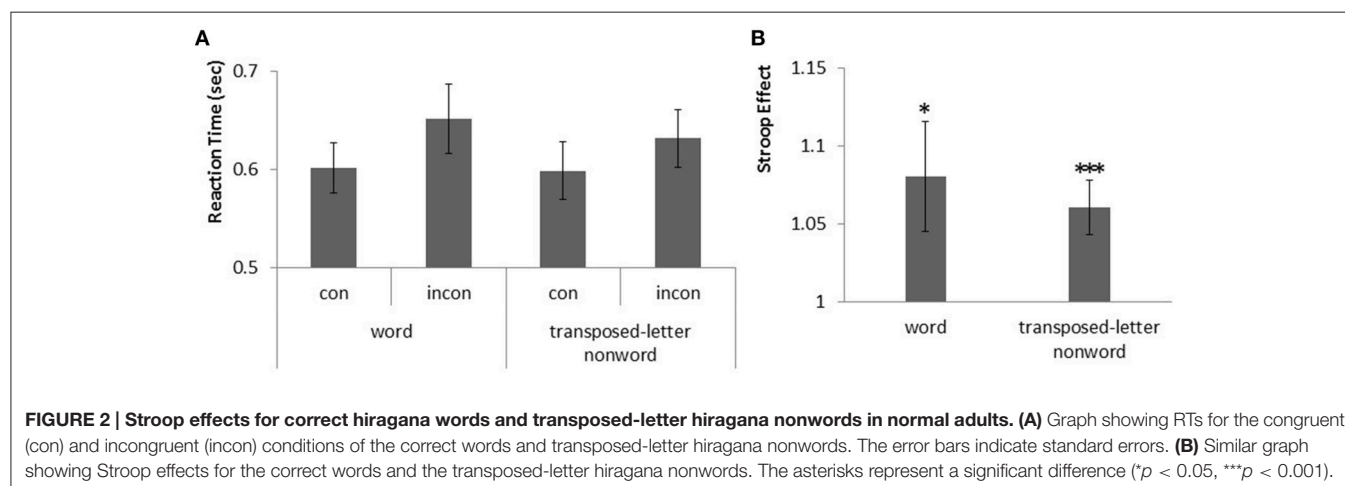 A
Reaction Time (sec)
0.7
0.6
0.5
con
incon
con
incon
word
transposed-letter
nonword
B
Stroop Effect
1.15
1.1
1.05
1
*
***
word
transposed-letter
nonword
FIGURE 2 | Stroop effects for correct hiragana words and transposed-letter hiragana nonwords in normal adults. (A) Graph showing RTs for the congruent
(con) and incongruent (incon) conditions of the correct words and transposed-letter hiragana nonwords. The error bars indicate standard errors. (B) Similar graph
showing Stroop effects for the correct words and the transposed-letter hiragana nonwords. The asterisks represent a significant difference (*p < 0.05, ***p < 0.001).